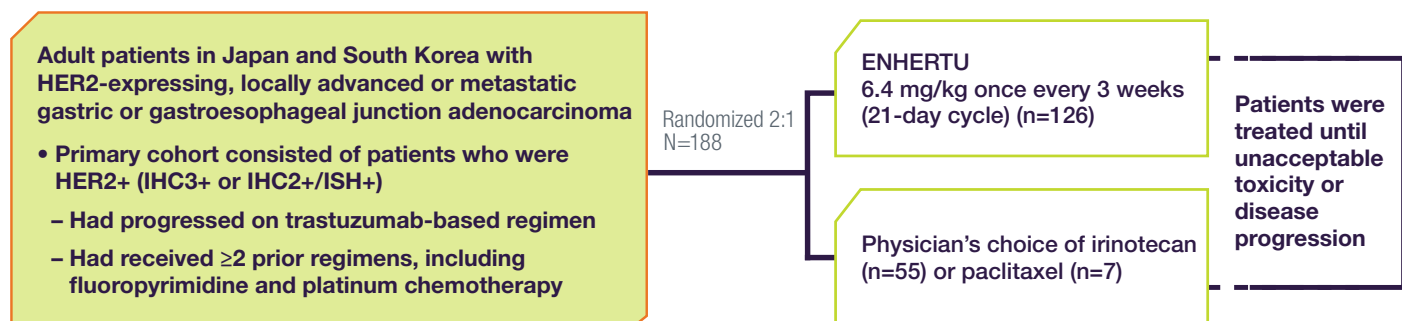 Adult patients in Japan and South Korea with
HER2-expressing, locally advanced or metastatic
gastric or gastroesophageal junction adenocarcinoma
• Primary cohort consisted of patients who were
HER2+ (IHC3+ or IHC2+/ISH+)
– Had progressed on trastuzumab-based regimen
– Had received ≥2 prior regimens, including
fluoropyrimidine and platinum chemotherapy
Randomized 2:1
N=188
ENHERTU
6.4 mg/kg once every 3 weeks
(21-day cycle) (n=126)
Physician’s choice of irinotecan
(n=55) or paclitaxel (n=7)
Patients were
treated until
unacceptable
toxicity or
disease
progression